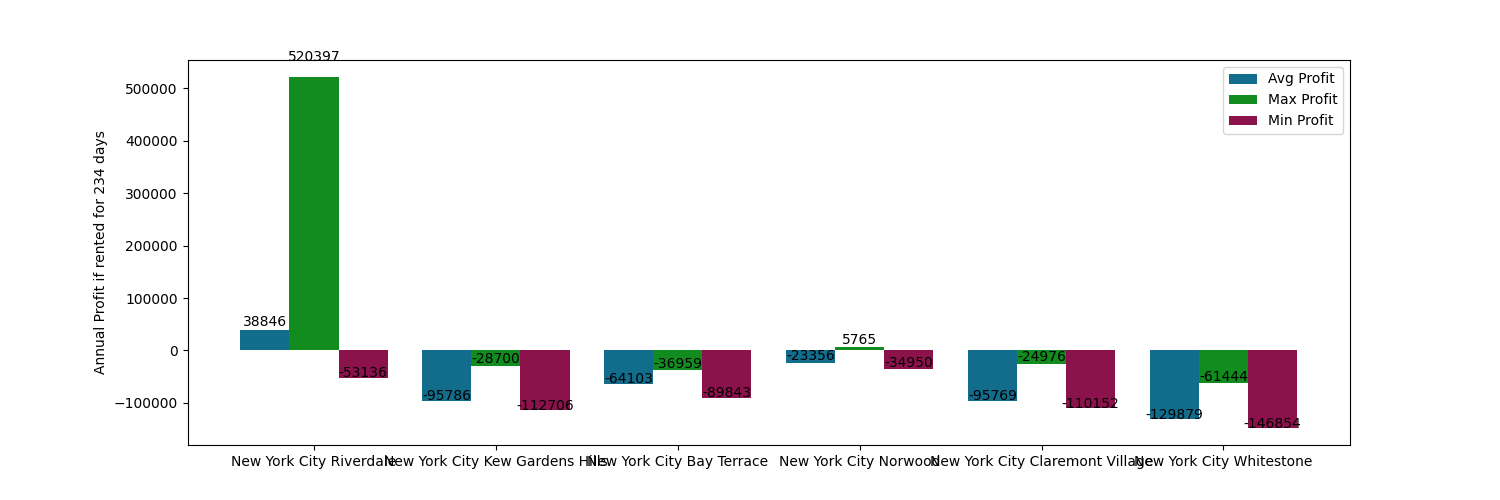 520397
500000
Avg Profit
Max Profit
Min Profit
400000
300000
200000
100000
0
−100000
Annual Profit if rented for 234 days
38846
-53136
-95786
-28700
-112706
-64103
-36959
-89843
-23356
5765
-34950
-95769
-24976
-110152
-129879
-61444
-146854
New York City Riverdale
New York City Kew Gardens Hills
New York City Bay Terrace
New York City Norwood
New York City Claremont Village
New York City Whitestone